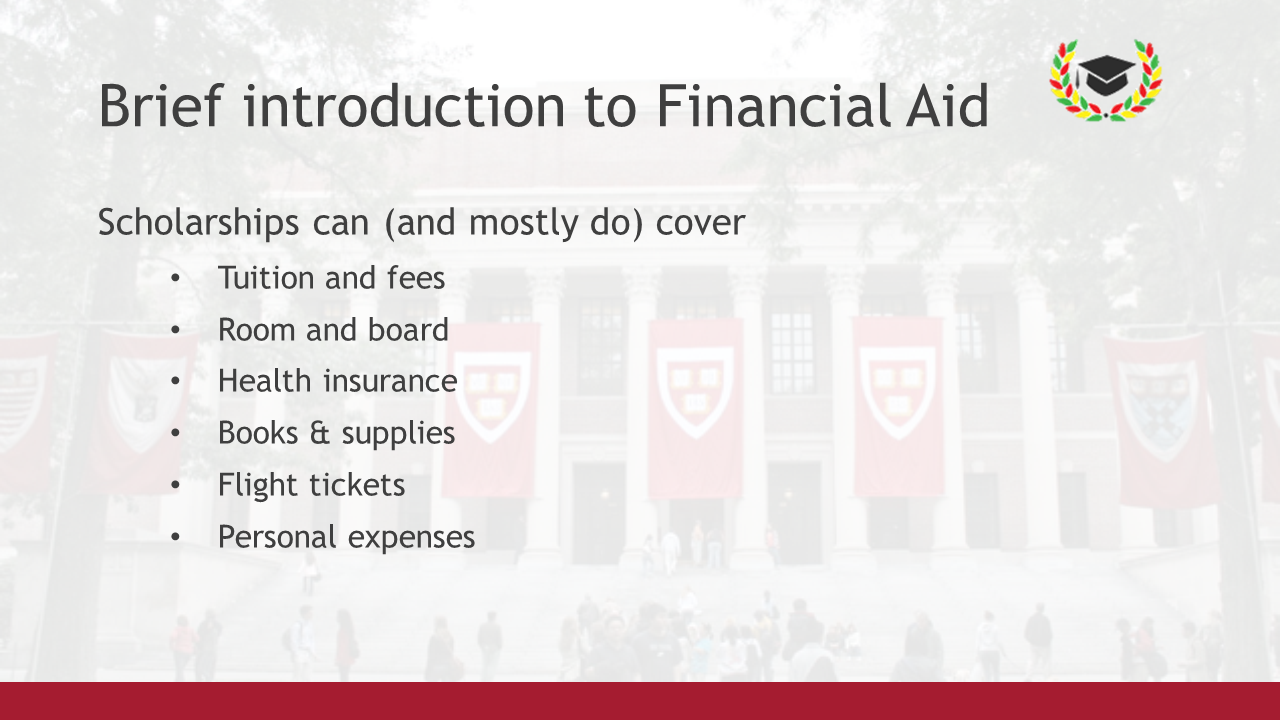 Brief introduction to Financial Aid
Scholarships can (and mostly do) cover
• Tuition and fees
• Room and board
• Health insurance
• Books & supplies
• Flight tickets
• Personal expenses